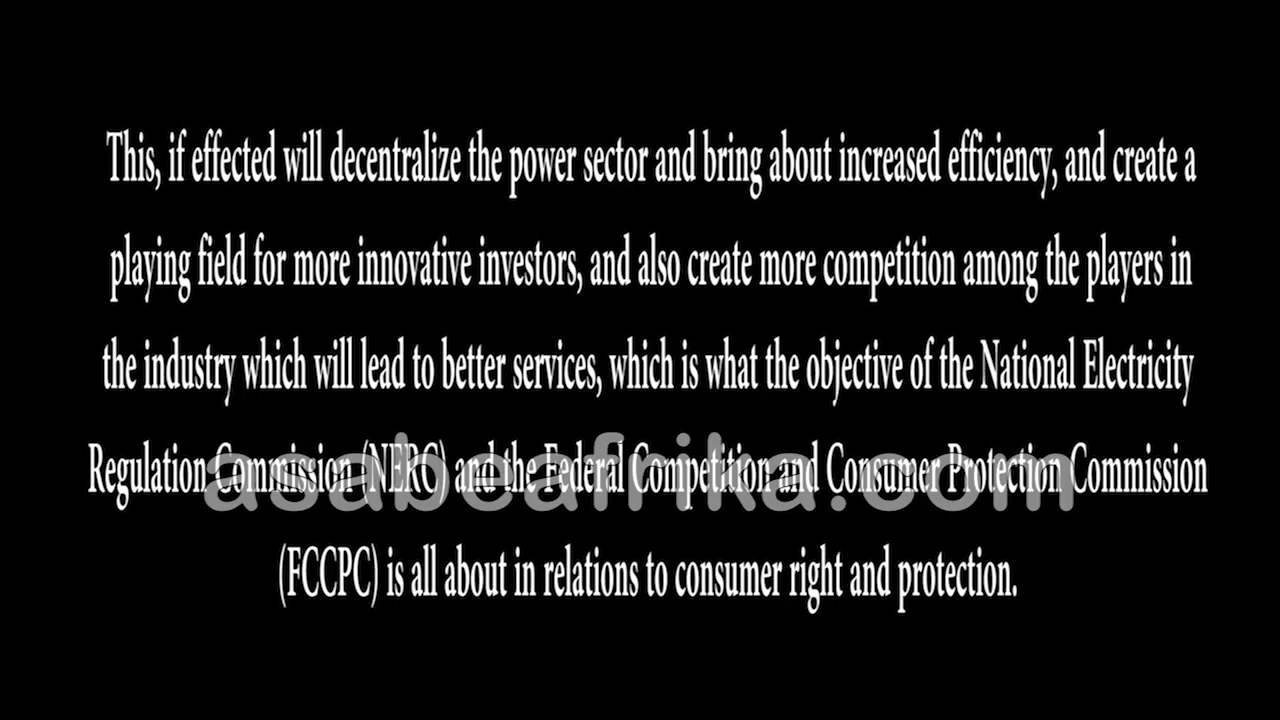 This, if effected will decentralize the power sector and bring about increased efficiency, and create a
playing field for more innovative investors, and also create more competition among the players in
the industry which will lead to better services, which is what the objective of the National Electricity
Regulation Commission (NERC) and the Federal Competition and Consumer Protection Commission
asabeafrika.com
(FCCPC) is all about in relations to consumer right and protection.